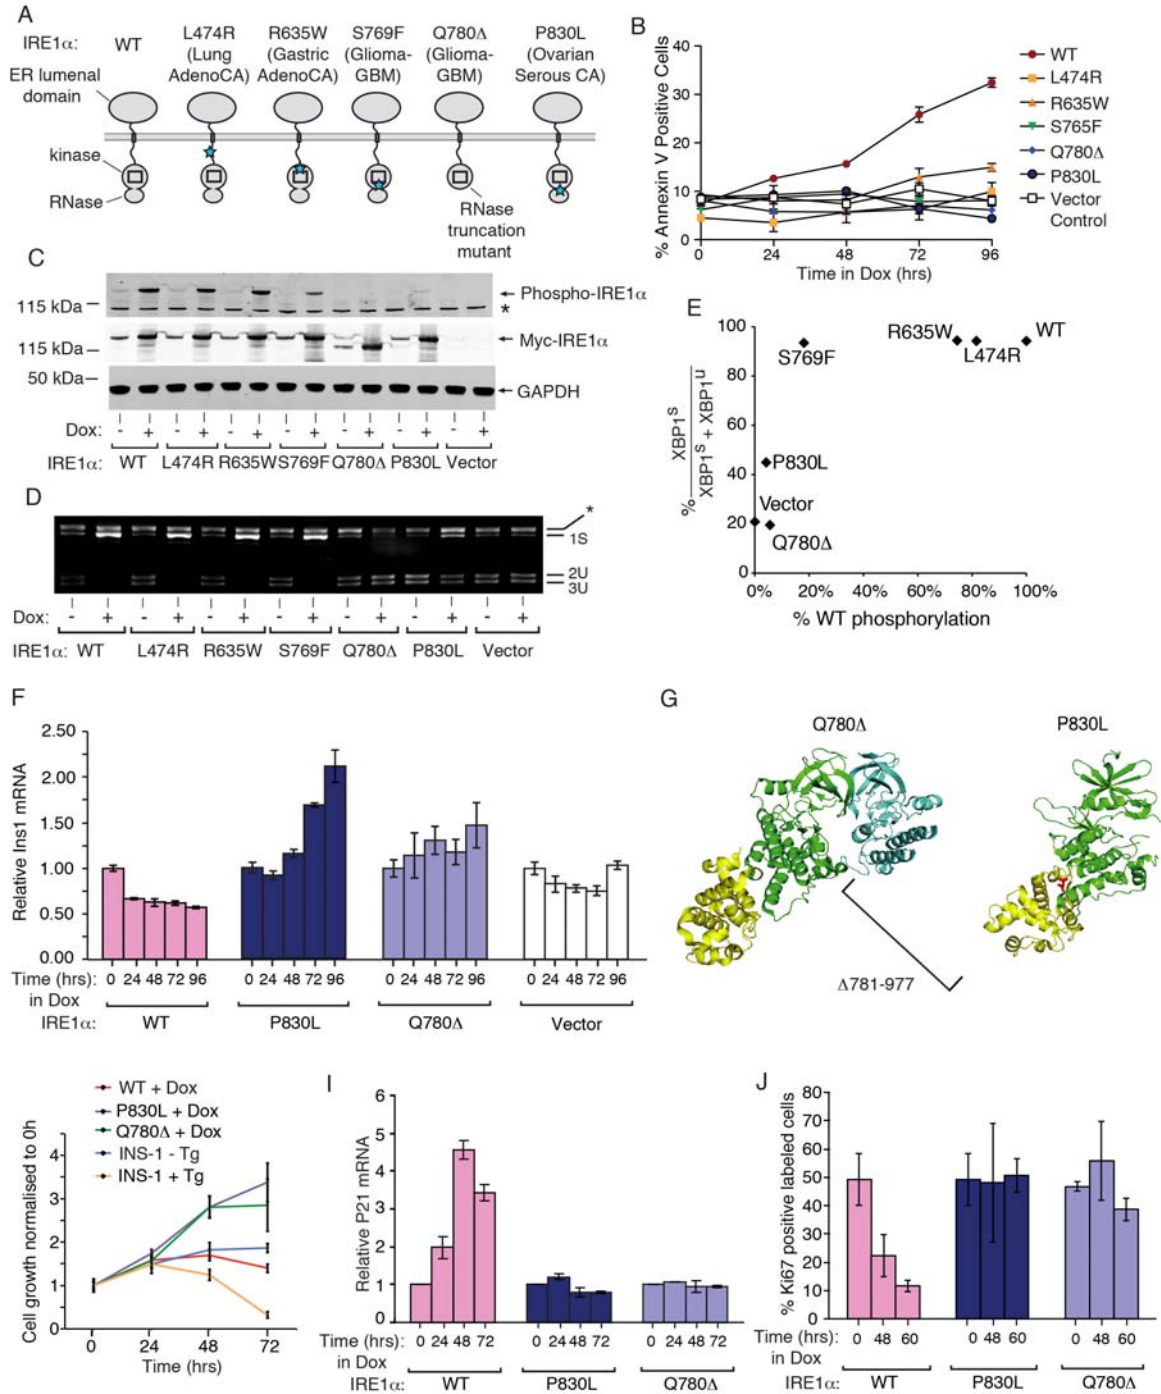 A
IRE1α:
WT
L474R
(Lung
AdenoCA)
R635W
(Gastric
AdenoCA)
S769F
(Glioma-
GBM)
Q780Δ
(Glioma-
GBM)
P830L
(Ovarian
Serous CA)
ER lumenal
domain
kinase
RNase
RNase
truncation
mutant
B
% Annexin V Positive Cells
40
30
20
10
0
0 24 48 72 96
Time in Dox (hrs)
WT
L474R
R635W
S765F
Q780Δ
P830L
Vector
Control
C
115 kDa
Phospho-IRE1α
*
115 kDa
Myc-IRE1α
50 kDa
GAPDH
Dox: - + - + - + - + - + - + - +
IRE1α: WT L474R R635W S769F Q780Δ P830L Vector
D
*
1S
2U
3U
Dox: - + - + - + - + - + - + - +
IRE1α: WT L474R R635W S769F Q780Δ P830L Vector
E
% XBP1S
XBP1S + XBP1U
100
80
60
40
20
0
R635W
WT
L474R
S769F
P830L
Vector
Q780Δ
0% 20% 40% 60% 80% 100%
% WT phosphorylation
F
Relative Ins1 mRNA
2.50
2.00
1.50
1.00
0.50
0.00
Time (hrs): 0 24 48 72 96 0 24 48 72 96 0 24 48 72 96 0 24 48 72 96
in Dox
IRE1α: WT P830L Q780Δ Vector
G
Q780Δ
P830L
Δ781-977
WT + Dox
P830L + Dox
Q780Δ + Dox
INS-1 - Tg
INS-1 + Tg
Cell growth normalised to 0h
4
3
2
1
0
0 24 48 72
Time (hrs)
I
Relative P21 mRNA
6
5
4
3
2
1
0
Time (hrs): 0 24 48 72 0 24 48 72 0 24 48 72
in Dox
IRE1α: WT P830L Q780Δ
J
% Ki67 positive labeled cells
80
70
60
50
40
30
20
10
0
Time (hrs): 0 48 60 0 48 60 0 48 60
in Dox
IRE1α: WT P830L Q780Δ